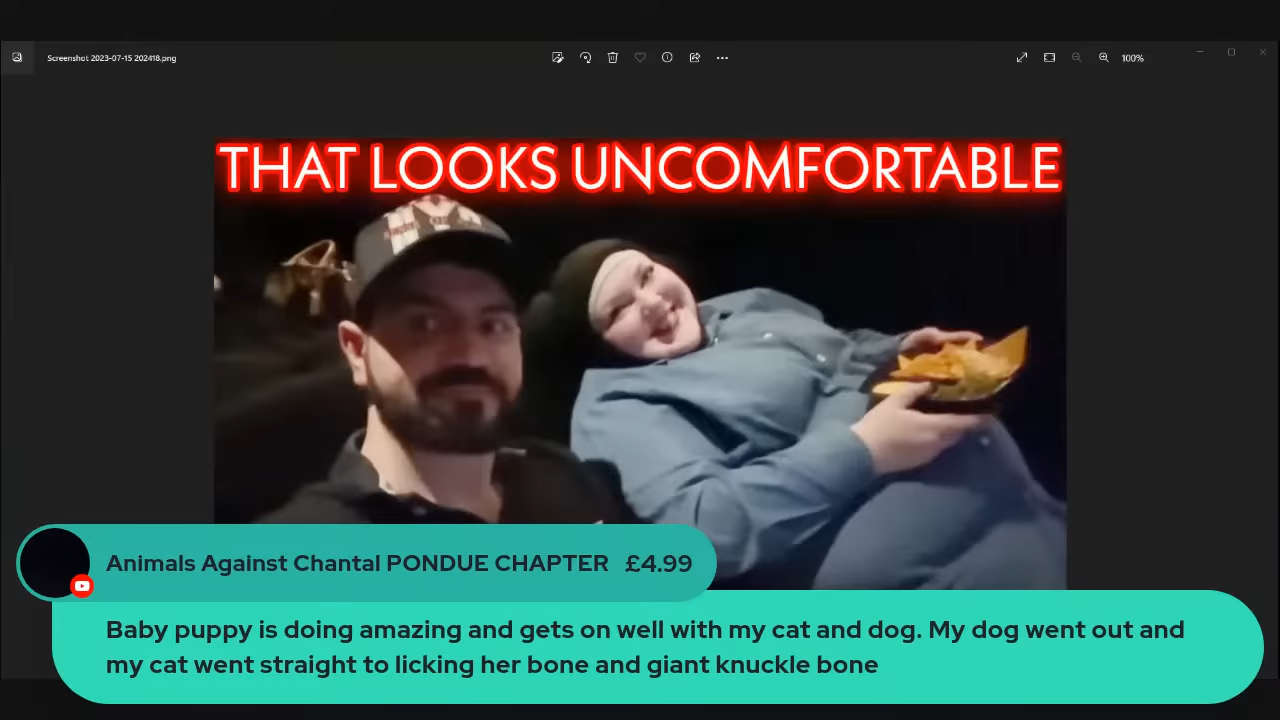 Screenshot 2023-07-15 202418.png
100%
THAT LOOKS UNCOMFORTABLE
Animals Against Chantal PONDUE CHAPTER £4.99
Baby puppy is doing amazing and gets on well with my cat and dog. My dog went out and
my cat went straight to licking her bone and giant knuckle bone